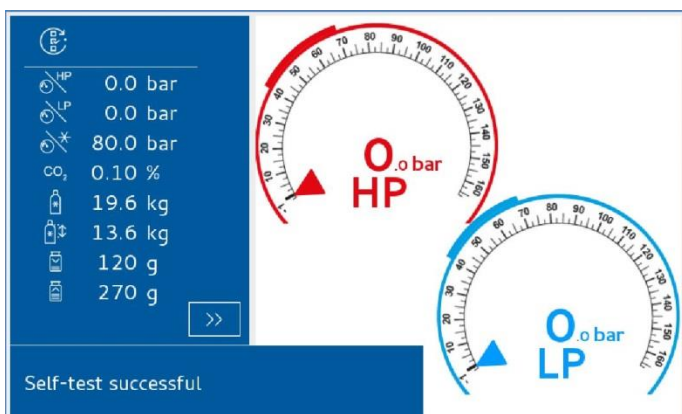 HP 0.0 bar
LP 0.0 bar
80.0 bar
CO₂ 0.10 %
19.6 kg
13.6 kg
120 g
270 g
>>
Self-test successful
-1 10 20 30 40 50 60 70 80 90 100 110 120 130 140 150 160
0.0 bar
HP
-1 10 20 30 40 50 60 70 80 90 100 110 120 130 140 150 160
0.0 bar
LP